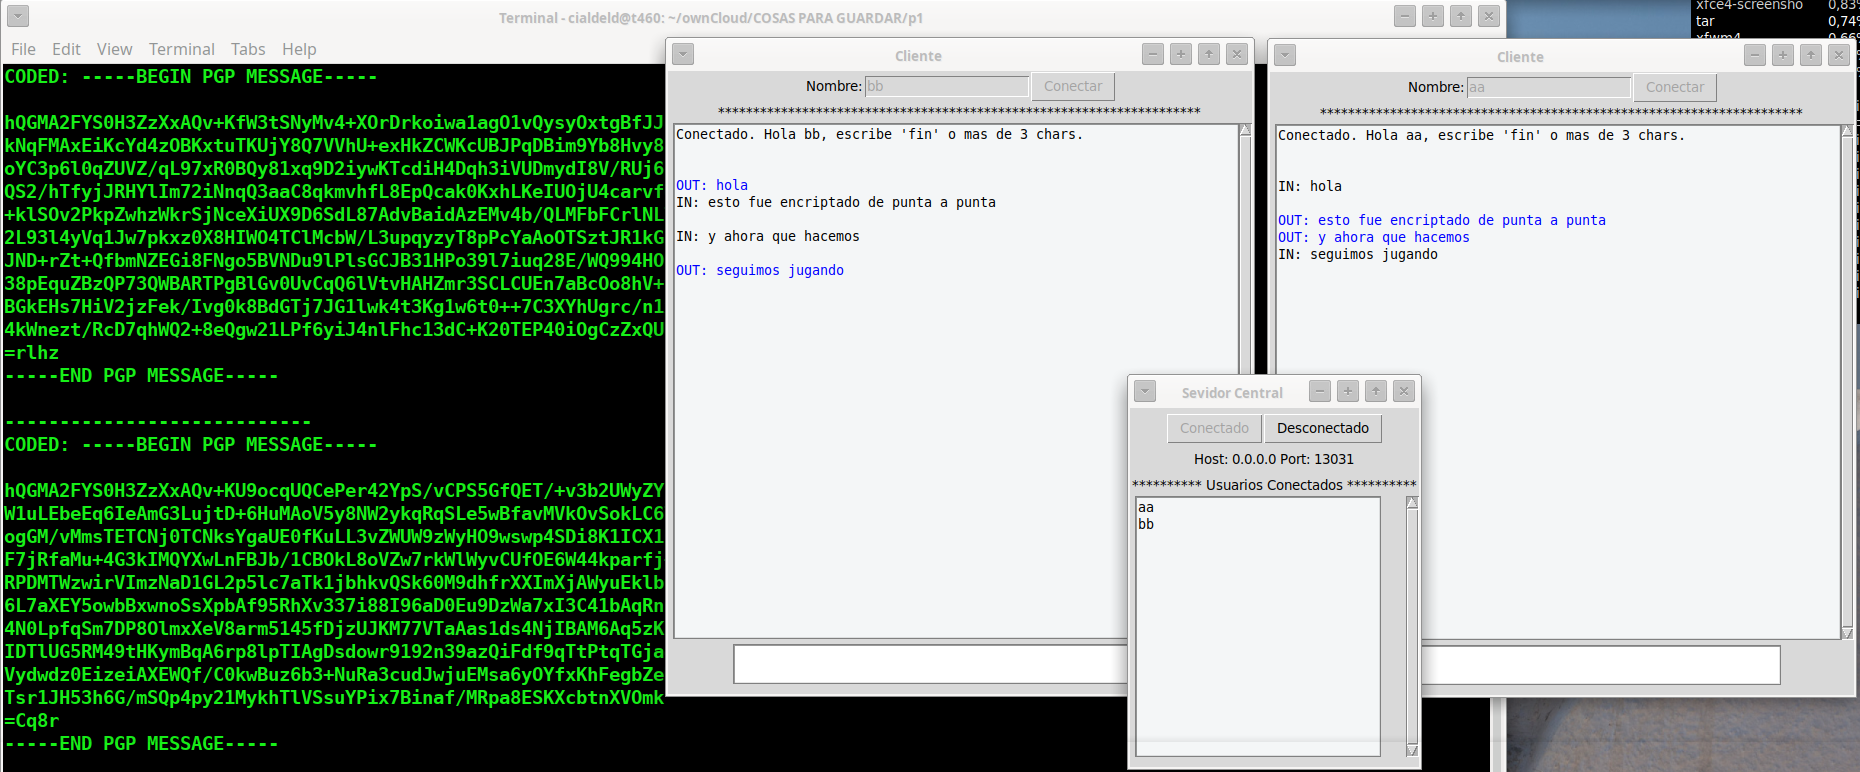 Terminal - cialdeld@t460: ~/ownCloud/COSAS PARA GUARDAR/p1
File Edit View Terminal Tabs Help
CODED: -----BEGIN PGP MESSAGE-----
hQGMA2FYS0H3ZzXxAQv+KfW3tSNyMv4+XOrDrkoiwa1agO1vQysyOxtgBfJJ
kNqFMAxEiKcYd4zOBKxtuTKUjY8Q7VVhU+exHkZCWKcUBJPqDBim9Yb8Hvy8
oYC3p6l0qZUVZ/qL97xR0BQy81xq9D2iywKTcdiH4Dqh3iVUDmydI8V/RUj6
QS2/hTfyjJRHYlIm72iNnqQ3aaC8qkmvhfL8EpQcak0KxhLKeIUOjU4carvf
+klSOv2PkpZwhzWkrSjNceXiUX9D6SdL87AdvBaidAzEMv4b/QLMFbFCrlNL
2L93l4yVq1Jw7pkxz0X8HIWO4TClMcbW/L3upqyzyT8pPcYaAoOTSztJR1kG
JND+rZt+QfbmNZEGi8FNgo5BVNDu9lPlsGCJB31HPo39l7iuq28E/WQ994HO
38pEquZBzQP73QWBARTPgBlGv0UvCqQ6lVtvHAHZmr3SCLCUEn7aBcOo8hV+
BGkEHs7HiV2jzFek/Ivg0k8BdGTj7JG1lwk4t3Kg1w6t0++7C3XYhUgrc/n1
4kWnezt/RcD7qhWQ2+8eQgw21LPf6yiJ4nlFhc13dC+K20TEP40iOgCzZxQU
=rlhz
-----END PGP MESSAGE-----
----------------------------
CODED: -----BEGIN PGP MESSAGE-----
hQGMA2FYS0H3ZzXxAQv+KU9ocqUQCePer42YpS/vCPS5GfQET/+v3b2UWyZY
W1uLEbeEq6IeAmG3LujtD+6HuMAoV5y8NW2ykqRqSLe5wBfavMVkOvSokLC6
ogGM/vMmsTETCNj0TCNksYgaUE0fKuLL3vZWUW9zWyHO9wswp4SDi8K1ICX1
F7jRfaMu+4G3kIMQYXwLnFBJb/1CBOkL8oVZw7rkWlWyvCUfOE6W44kparfj
RPDMTWzwirVImzNaD1GL2p5lc7aTk1jbhkvQSk60M9dhfrXXImXjAWyuEklb
6L7aXEY5owbBxwnoSsXpbAf95RhXv337i88I96aD0Eu9DzWa7xI3C41bAqRn
4N0LpfqSm7DP8OlmxXeV8arm5145fDjzUJKM77VTaAas1ds4NjIBAM6Aq5zK
IDTlUG5RM49tHKymBqA6rp8lpTIAgDsdowr9192n39azQiFdf9qTtPtqTGja
Vydwdz0EizeiAXEWQf/C0kwBuz6b3+NuRa3cudJwjuEMsa6yOYfxKhFegbZe
Tsr1JH53h6G/mSQp4py21MykhTlVSsuYPix7Binaf/MRpa8ESKXcbtnXVOmk
=Cq8r
-----END PGP MESSAGE-----
Cliente
Nombre: bb Conectar
*********************************************************************
Conectado. Hola bb, escribe 'fin' o mas de 3 chars.
OUT: hola
IN: esto fue encriptado de punta a punta
IN: y ahora que hacemos
OUT: seguimos jugando
Cliente
Nombre: aa Conectar
*********************************************************************
Conectado. Hola aa, escribe 'fin' o mas de 3 chars.
IN: hola
OUT: esto fue encriptado de punta a punta
OUT: y ahora que hacemos
IN: seguimos jugando
Sevidor Central
Conectado Desconectado
Host: 0.0.0.0 Port: 13031
********** Usuarios Conectados **********
aa
bb
xfce4-screensho 0,83%
tar 0,74%
xfwm4 0,66%